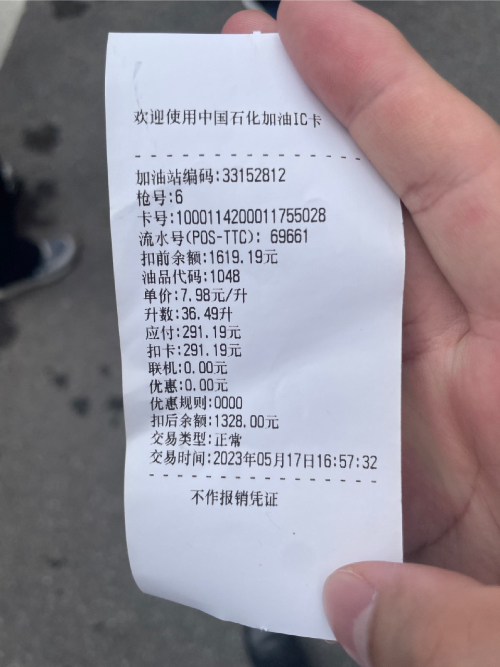 欢迎使用中国石化加油IC卡
加油站编码:33152812
枪号:6
卡号:1000114200011755028
流水号(POS-TTC): 69661
扣前余额:1619.19元
油品代码:1048
单价:7.98元/升
升数:36.49升
应付:291.19元
扣卡:291.19元
联机:0.00元
优惠:0.00元
优惠规则:0000
扣后余额:1328.00元
交易类型:正常
交易时间:2023年05月17日16:57:32
不作报销凭证